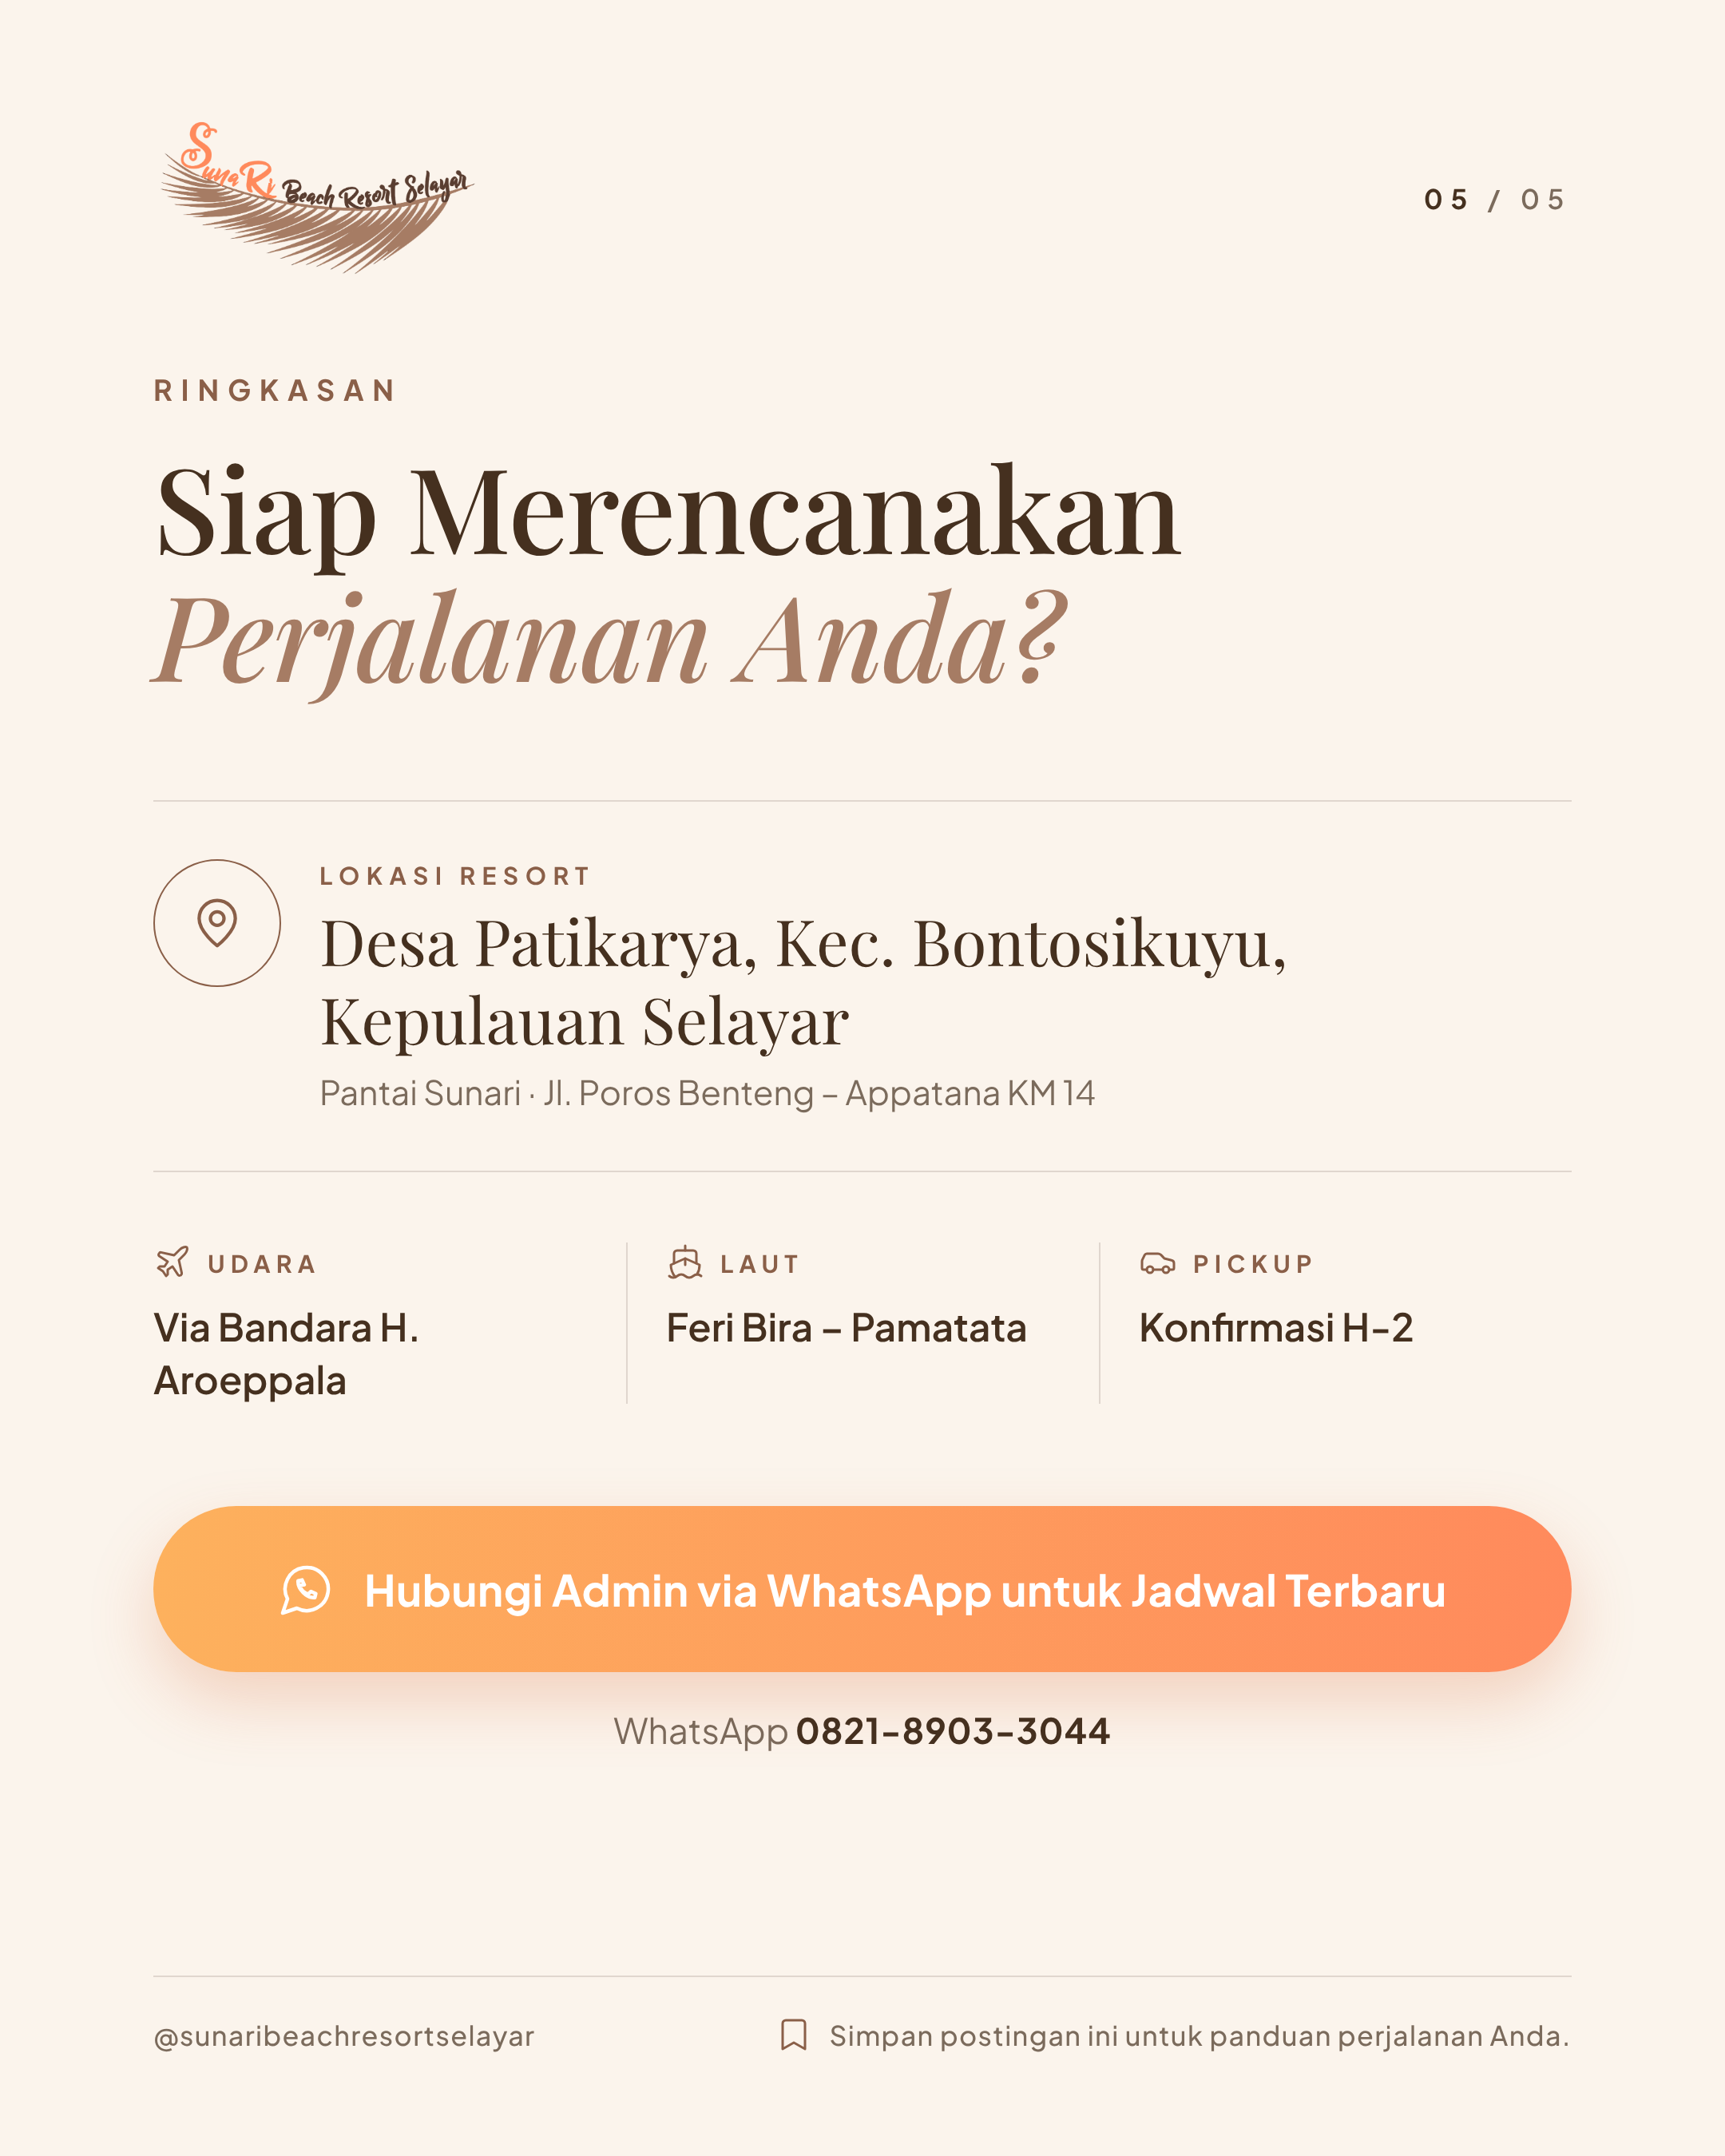 SunaRi Beach Resort Selayar
05 / 05
RINGKASAN
Siap Merencanakan
Perjalanan Anda?
LOKASI RESORT
Desa Patikarya, Kec. Bontosikuyu,
Kepulauan Selayar
Pantai Sunari · Jl. Poros Benteng – Appatana KM 14
UDARA
Via Bandara H.
Aroeppala
LAUT
Feri Bira – Pamatata
PICKUP
Konfirmasi H-2
Hubungi Admin via WhatsApp untuk Jadwal Terbaru
WhatsApp 0821-8903-3044
@sunaribeachresortselayar
Simpan postingan ini untuk panduan perjalanan Anda.